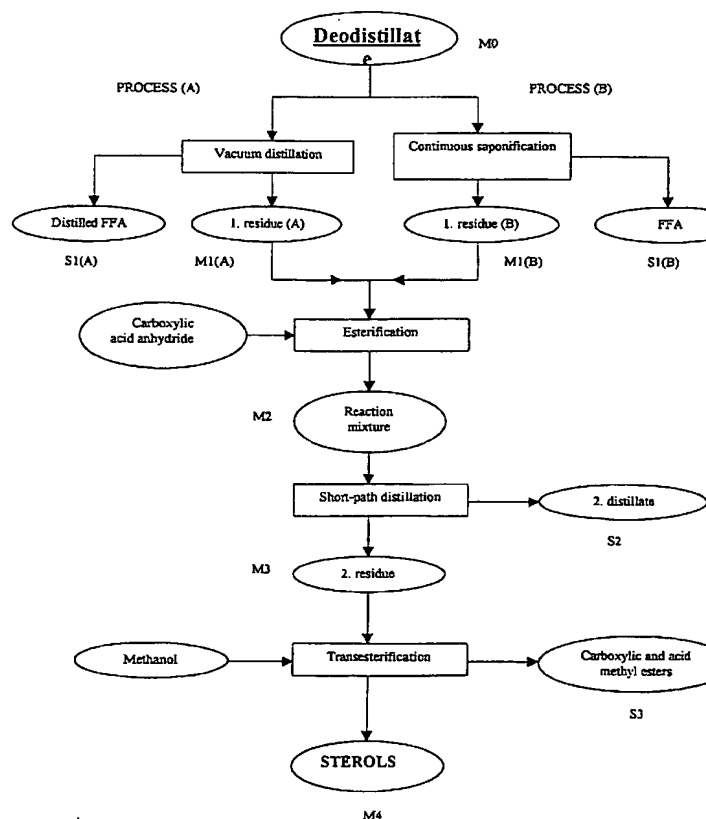 Deodistillat
e
M0
PROCESS (A)
PROCESS (B)
Vacuum distillation
Continuous saponification
Distilled FFA
1. residue (A)
1. residue (B)
FFA
S1(A)
M1(A)
M1(B)
S1(B)
Carboxylic
acid anhydride
Esterification
M2
Reaction
mixture
Short-path distillation
2. distillate
S2
M3
2. residue
Methanol
Transesterification
Carboxylic and acid
methyl esters
S3
STEROLS
M4